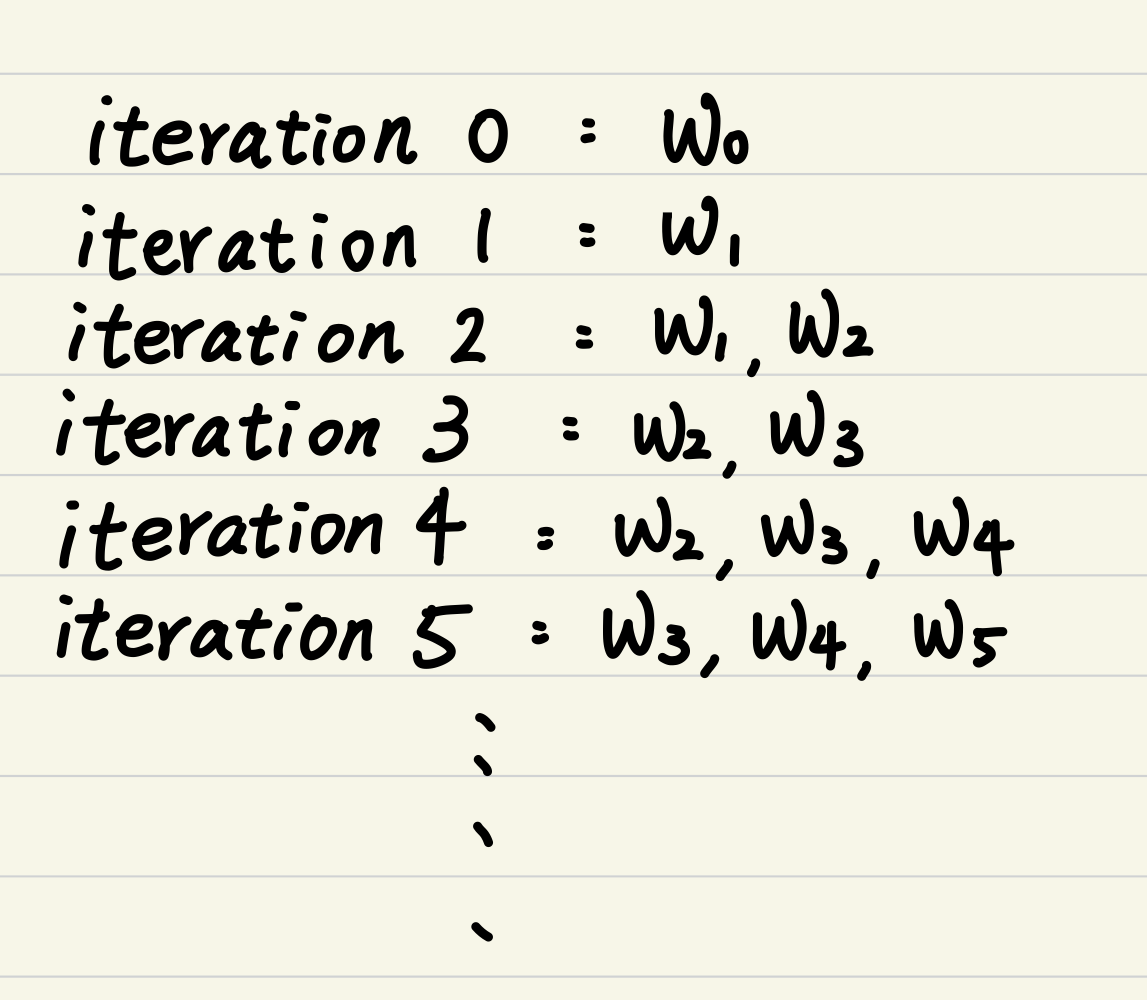 iteration 0 : W₀
iteration 1 : W₁
iteration 2 : W₁, W₂
iteration 3 : W₂, W₃
iteration 4 : W₂, W₃, W₄
iteration 5 : W₃, W₄, W₅